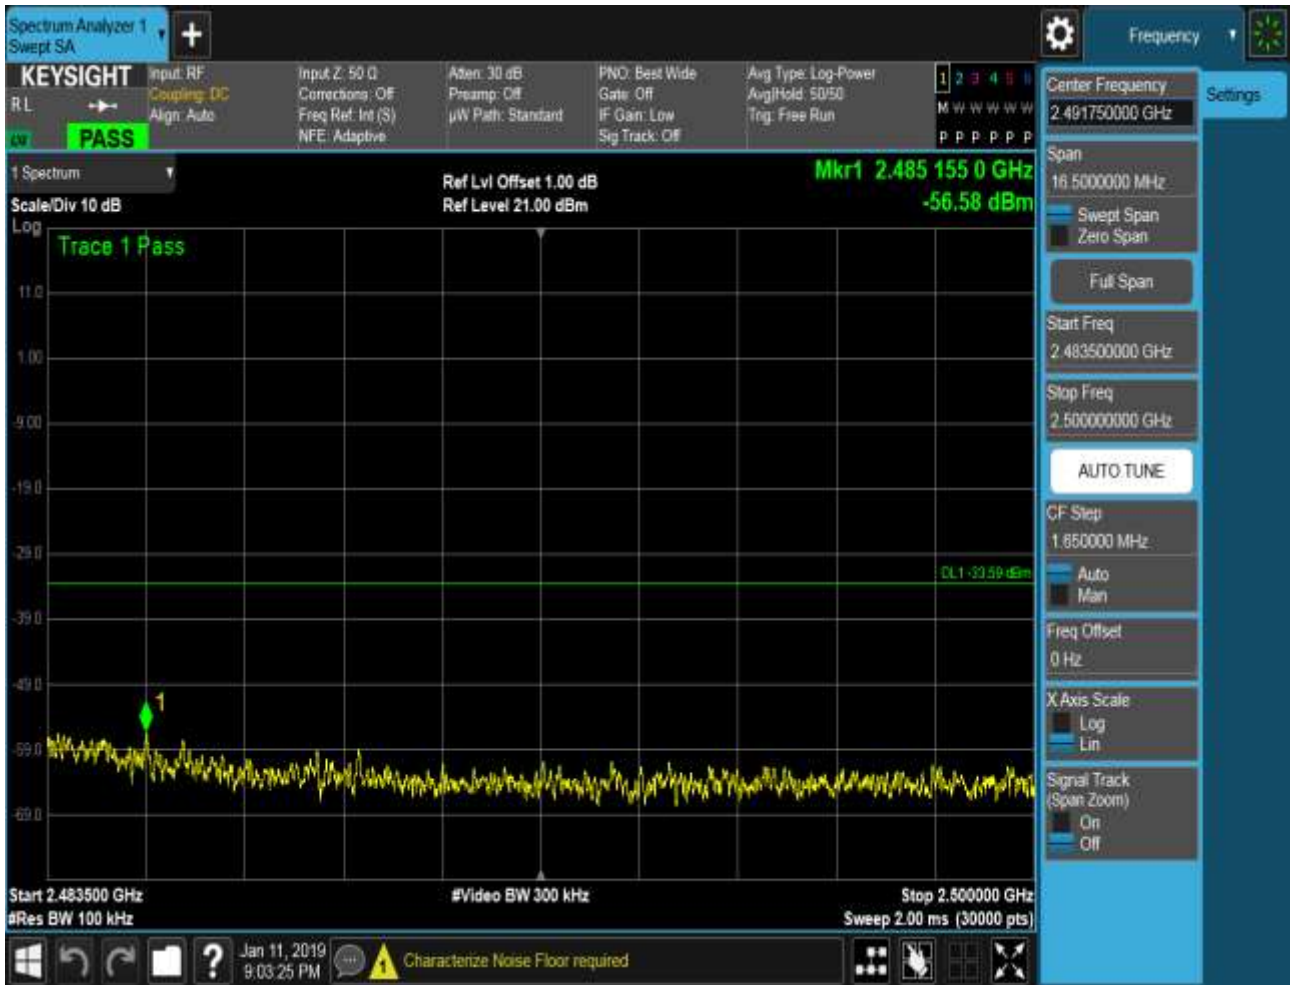 Spectrum Analyzer 1
Swept SA
+
Frequency
KEYSIGHT
RL
PASS
Input: RF
Coupling: DC
Align: Auto
Input Z: 50 Ω
Corrections: Off
Freq Ref: Int (S)
NFE: Adaptive
Atten: 30 dB
Preamp: Off
µW Path: Standard
PNO: Best Wide
Gate: Off
IF Gain: Low
Sig Track: Off
Avg Type: Log-Power
Avg|Hold: 50/50
Trig: Free Run
1 2 3 4 5 6
M W W W W W
P P P P P P
1 Spectrum
Scale/Div 10 dB
Log
Ref Lvl Offset 1.00 dB
Ref Level 21.00 dBm
Mkr1 2.485 155 0 GHz
-56.58 dBm
Trace 1 Pass
11.0
1.00
-9.00
-19.0
-29.0
-39.0
-49.0
-59.0
-69.0
DL1 -33.59 dBm
1
Start 2.483500 GHz
#Res BW 100 kHz
#Video BW 300 kHz
Stop 2.500000 GHz
Sweep 2.00 ms (30000 pts)
Center Frequency
2.491750000 GHz
Settings
Span
16.5000000 MHz
Swept Span
Zero Span
Full Span
Start Freq
2.483500000 GHz
Stop Freq
2.500000000 GHz
AUTO TUNE
CF Step
1.650000 MHz
Auto
Man
Freq Offset
0 Hz
X Axis Scale
Log
Lin
Signal Track
(Span Zoom)
On
Off
?
Jan 11, 2019
9:03:25 PM
1
Characterize Noise Floor required